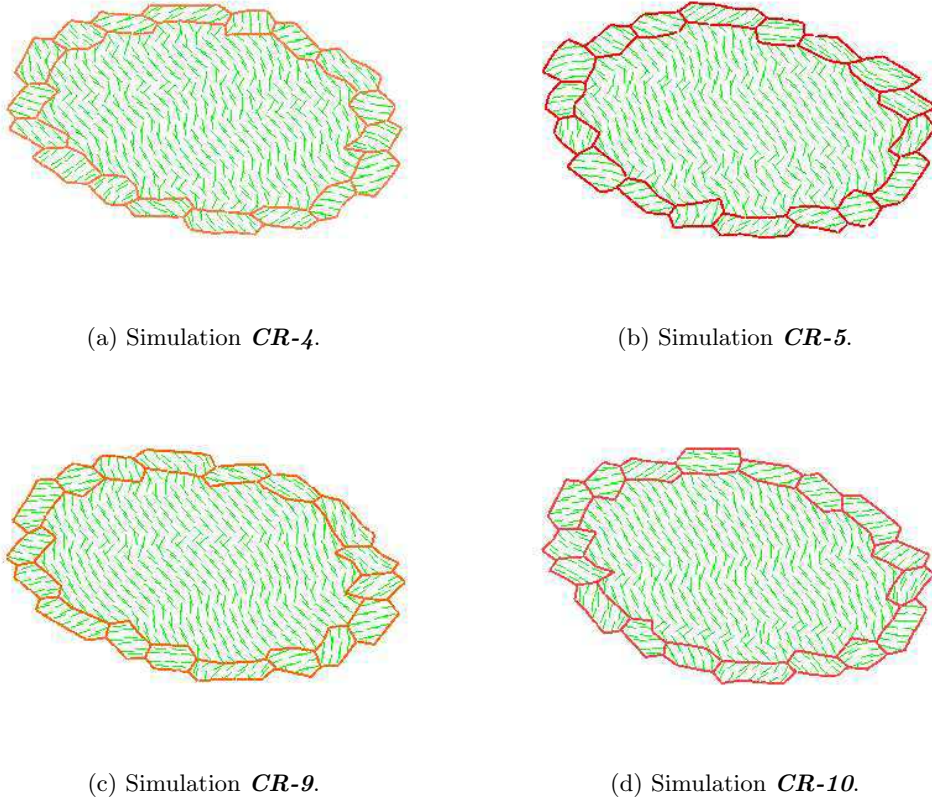 (a) Simulation CR-4.
(b) Simulation CR-5.
(c) Simulation CR-9.
(d) Simulation CR-10.